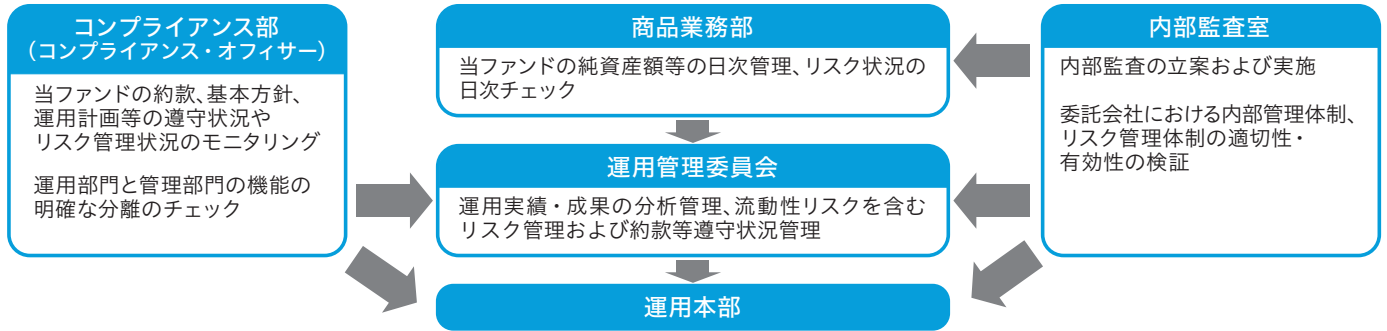 コンプライアンス部
（コンプライアンス・オフィサー）
当ファンドの約款、基本方針、
運用計画等の遵守状況や
リスク管理状況のモニタリング
運用部門と管理部門の機能の
明確な分離のチェック
商品業務部
当ファンドの純資産額等の日次管理、リスク状況の
日次チェック
運用管理委員会
運用実績・成果の分析管理、流動性リスクを含む
リスク管理および約款等遵守状況管理
運用本部
内部監査室
内部監査の立案および実施
委託会社における内部管理体制、
リスク管理体制の適切性・
有効性の検証